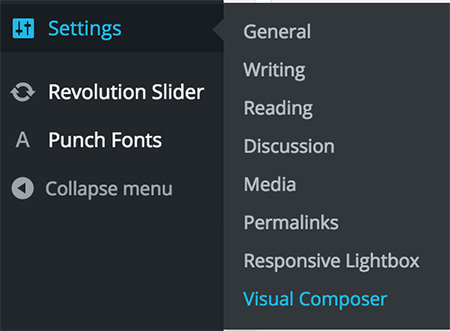 Settings
Revolution Slider
A Punch Fonts
Collapse menu
General
Writing
Reading
Discussion
Media
Permalinks
Responsive Lightbox
Visual Composer